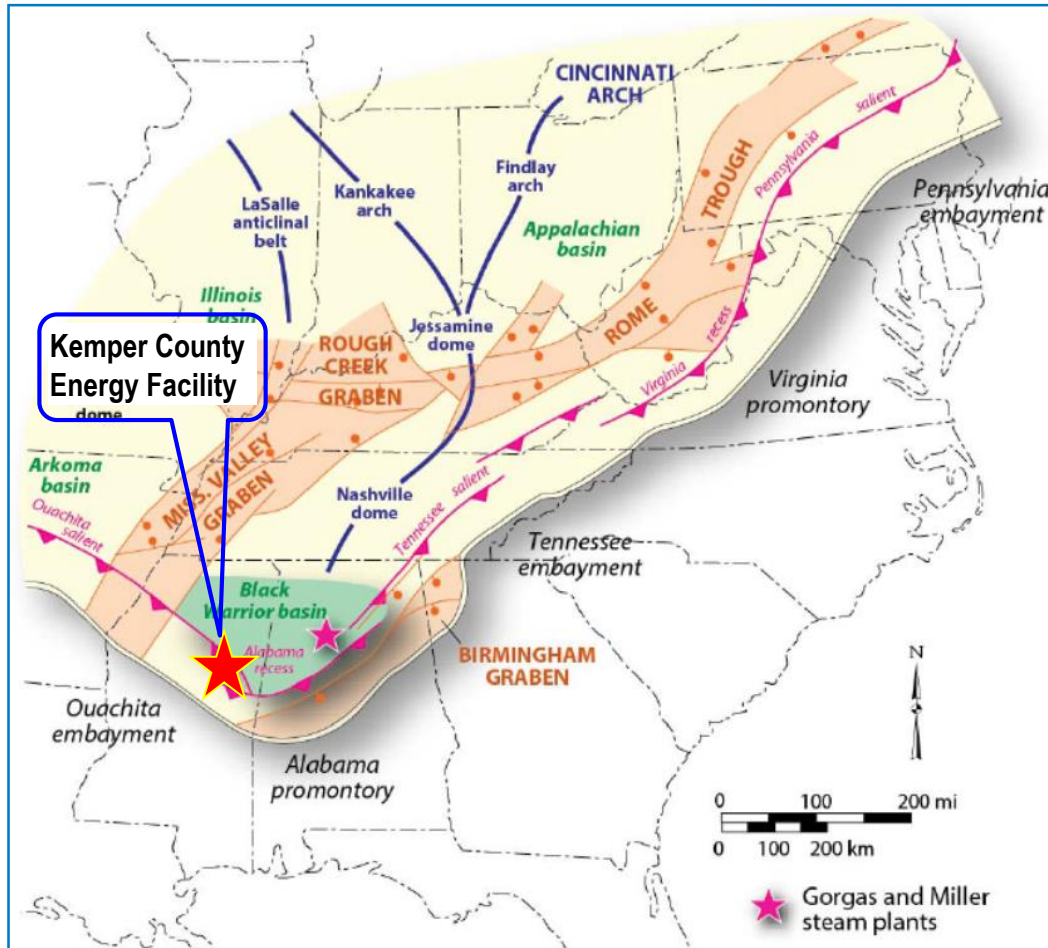 CINCINNATI
ARCH
Findlay
arch
Kankakee
arch
LaSalle
anticlinal
belt
Appalachian
basin
TROUGH
Pennsylvania
salient
Pennsylvania
embayment
Illinois
basin
Kemper County
Energy Facility
dome
ROUGH
CREEK
GRABEN
Jessamine
dome
ROME
Virginia
recess
Virginia
promontory
Arkoma
basin
Ouachita
salient
MISS. VALLEY
GRABEN
Nashville
dome
Tennessee
salient
Tennessee
embayment
Black
Warrior basin
Alabama
recess
BIRMINGHAM
GRABEN
Ouachita
embayment
Alabama
promontory
N
0 100 200 mi
0 100 200 km
Gorgas and Miller
steam plants